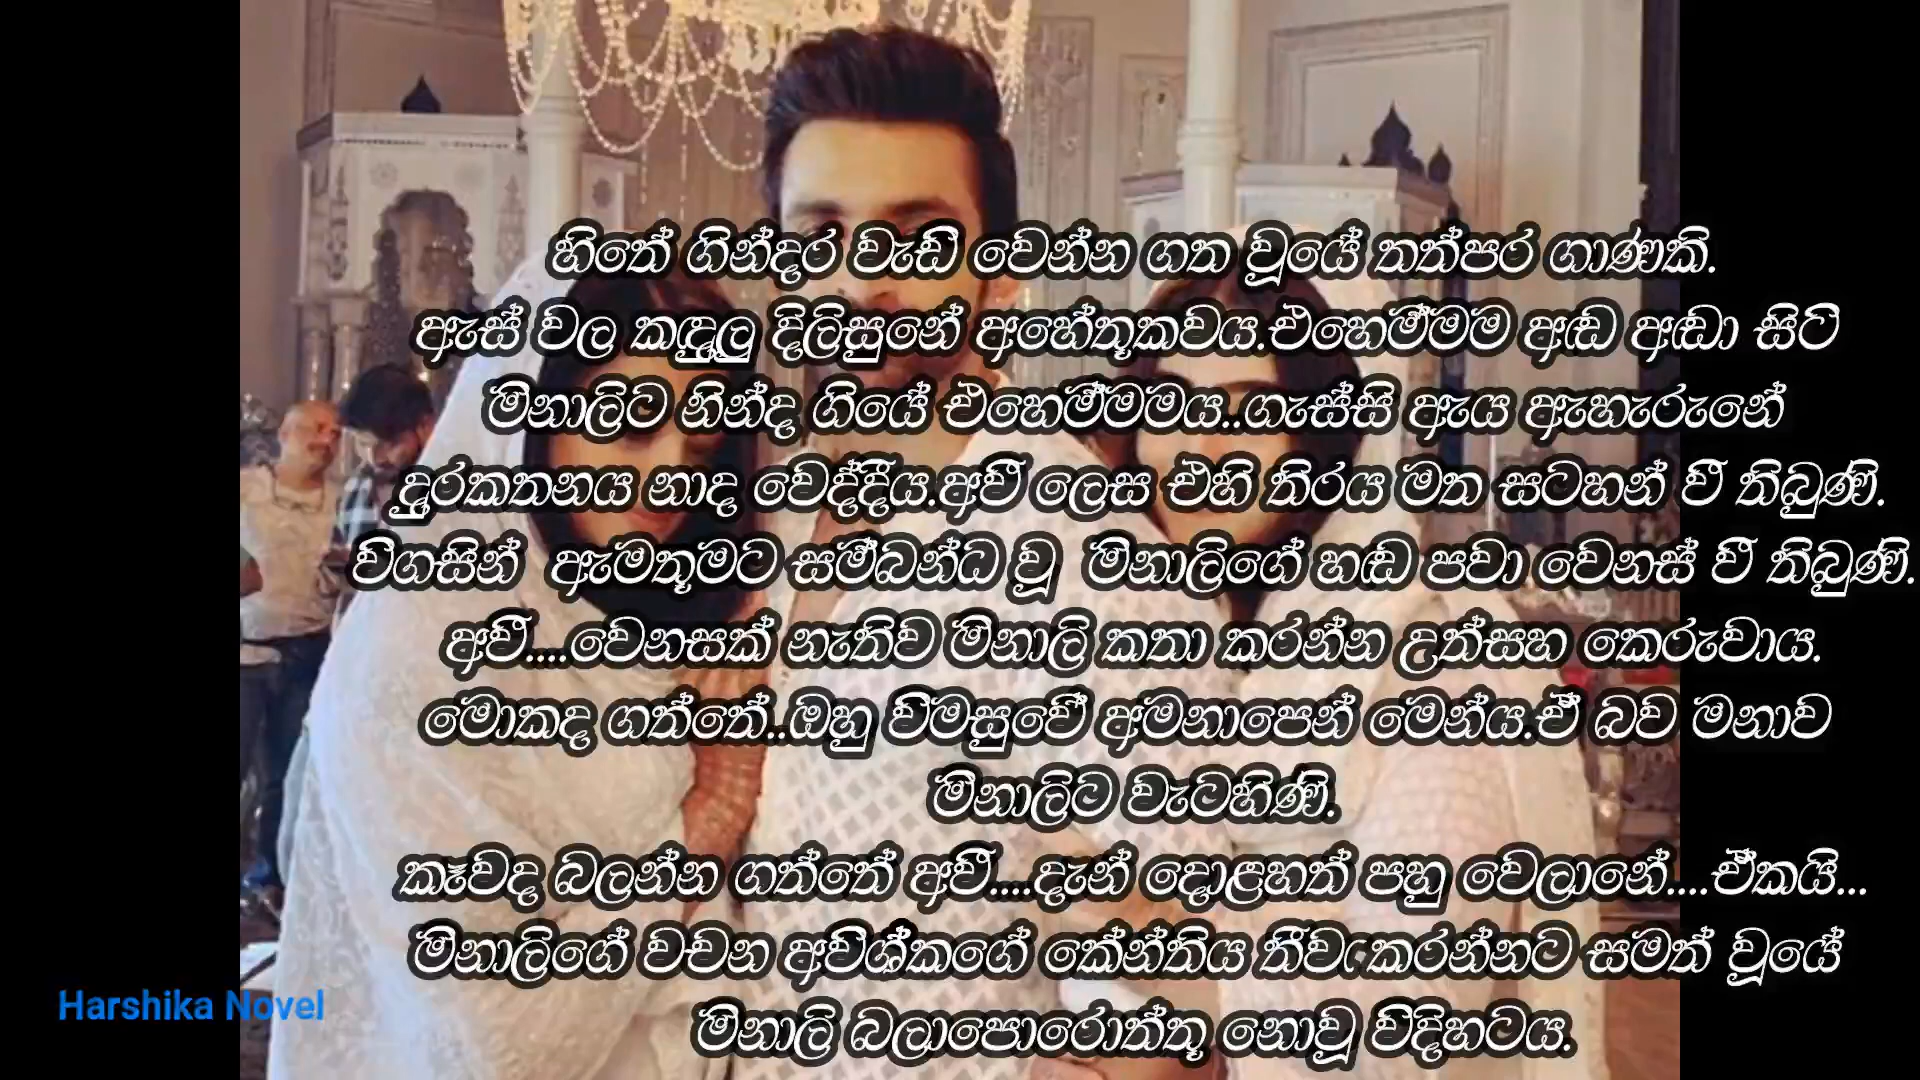 හිතේ ගින්දර වැඩි වෙන්න ගත වූයේ තත්පර ගාණකි.
ඇස් වල කඳුලු දිලිසුනේ අහේතූකවය.එහෙම්මම අඬ අඬා සිටි
මිනාලිට නින්ද ගියේ එහෙම්මමය..ගැස්සී ඇය ඇහැරුනේ
දුරකතනය නාද වෙද්දීය.අවී ලෙස එහි තිරය මත සටහන් වී තිබුණි.
විගසින් ඇමතූමට සම්බන්ධ වූ මිනාලිගේ හඬ පවා වෙනස් වී තිබුණි.
අවී....වෙනසක් නැතිව මිනාලි කතා කරන්න උත්සහ කෙරුවාය.
මොකද ගත්තේ..ඔහු විමසුවේ අමනාපෙන් මෙන්ය.ඒ බව මනාව
මිනාලිට වැටහිණි.
කෑවද බලන්න ගත්තේ අවී....දැන් දොළහත් පහු වෙලානේ....ඒකයි...
මිනාලිගේ වචන අවිශ්කගේ කේන්තිය තීව කරන්නට සමත් වූයේ
මිනාලි බලාපොරොත්තූ නොවූ විදිහටය.
Harshika Novel